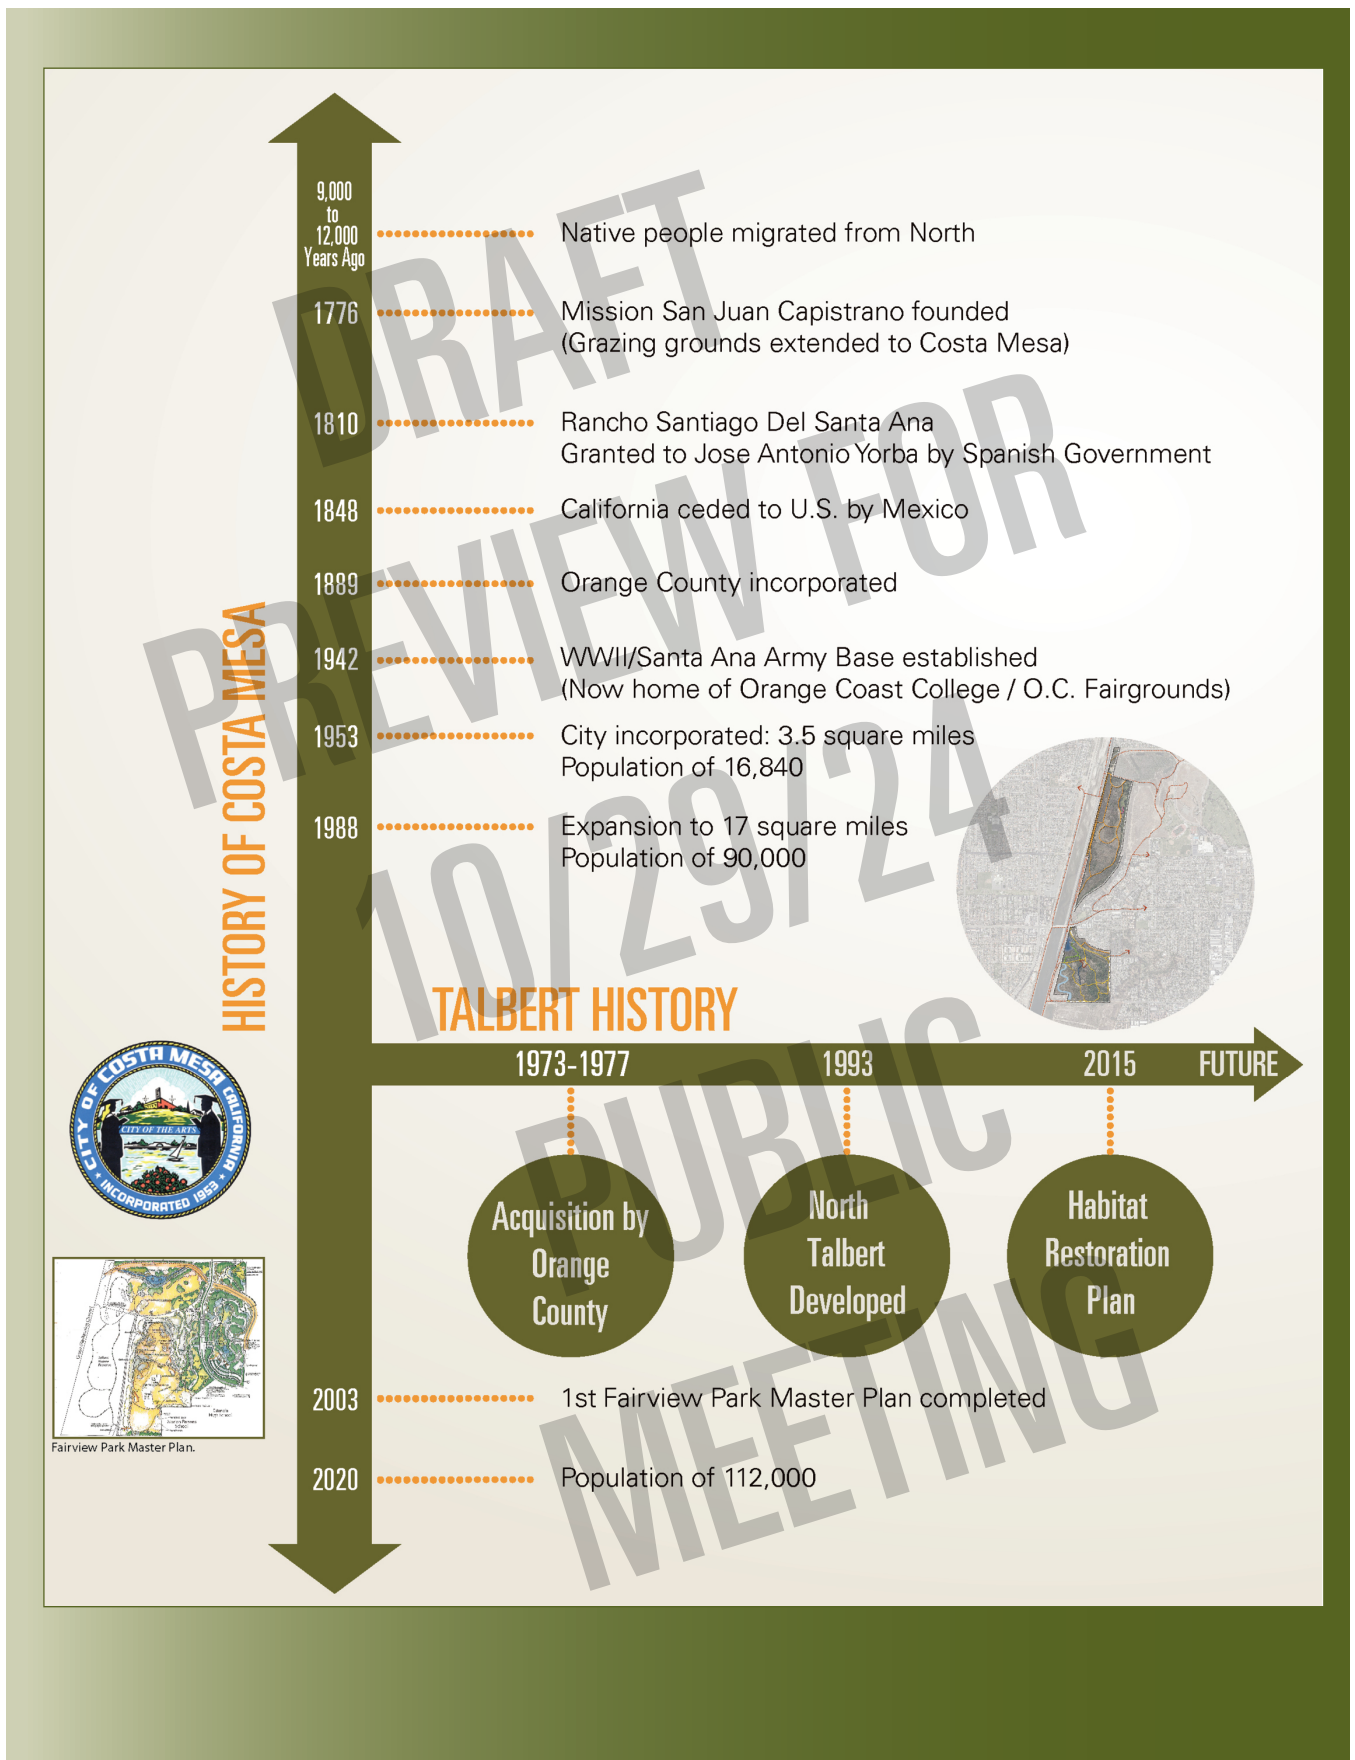 9,000
to
12,000
Years Ago
Native people migrated from North
1776
Mission San Juan Capistrano founded
(Grazing grounds extended to Costa Mesa)
1810
Rancho Santiago Del Santa Ana
Granted to Jose Antonio Yorba by Spanish Government
1848
California ceded to U.S. by Mexico
1889
Orange County incorporated
1942
WWII/Santa Ana Army Base established
(Now home of Orange Coast College / O.C. Fairgrounds)
1953
City incorporated: 3.5 square miles
Population of 16,840
1988
Expansion to 17 square miles
Population of 90,000
HISTORY OF COSTA MESA
TALBERT HISTORY
1973-1977
1993
2015
FUTURE
Acquisition by
Orange
County
North
Talbert
Developed
Habitat
Restoration
Plan
CITY OF COSTA MESA CALIFORNIA
CITY OF THE ARTS
INCORPORATED 1953
Fairview Park Master Plan.
2003
1st Fairview Park Master Plan completed
2020
Population of 112,000
DRAFT
PREVIEW FOR
10/29/24
PUBLIC
MEETING